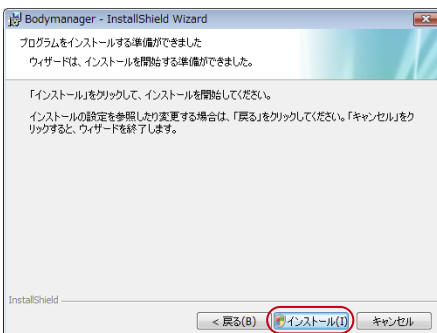 Bodymanager - InstallShield Wizard
プログラムをインストールする準備ができました
ウィザードは、インストールを開始する準備ができました。
「インストール」をクリックして、インストールを開始してください。
インストールの設定を参照したり変更する場合は、「戻る」をクリックしてください。「キャンセル」をク
リックすると、ウィザードを終了します。
InstallShield
< 戻る(B) インストール(I) キャンセル